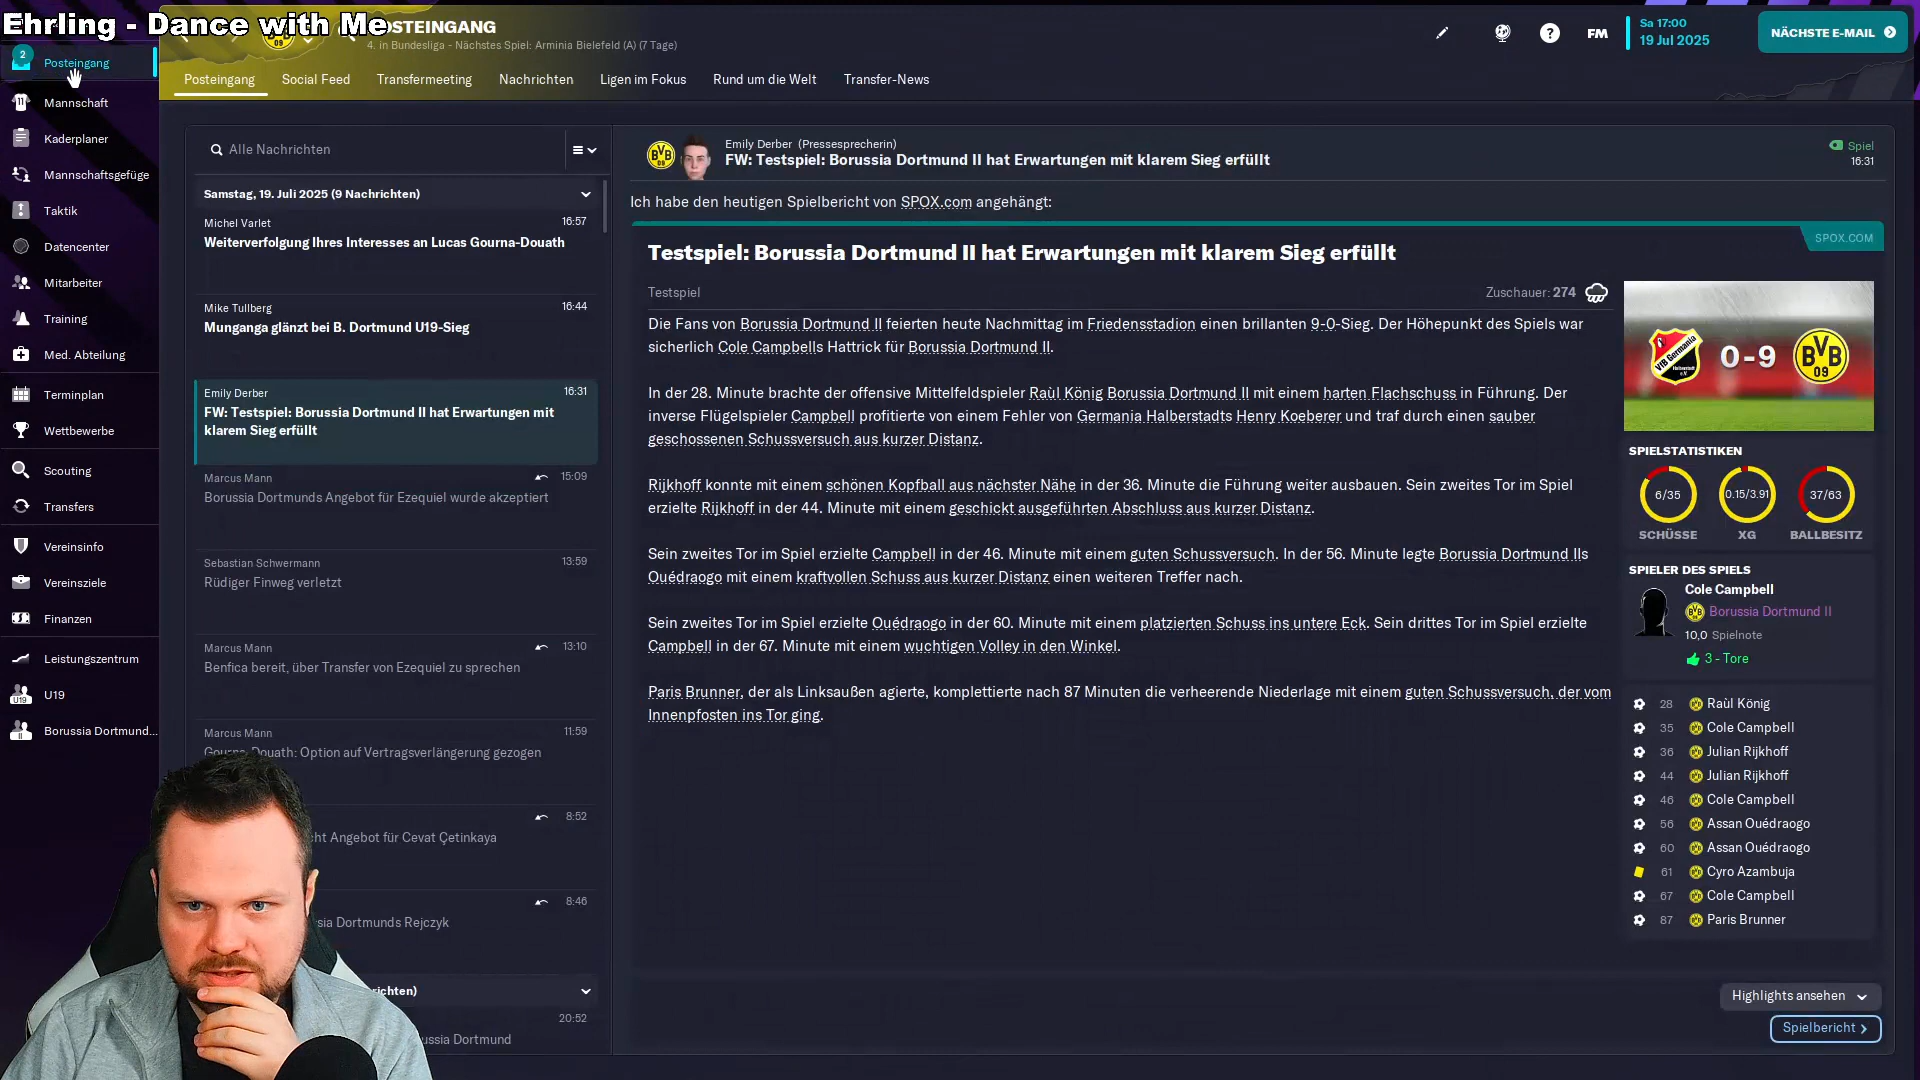 Ehrling - Dance with Me
POSTEINGANG
4. in Bundesliga - Nächstes Spiel: Arminia Bielefeld (A) (7 Tage)
FM
Sa 17:00
19 Jul 2025
NÄCHSTE E-MAIL
Posteingang
Social Feed
Transfermeeting
Nachrichten
Ligen im Fokus
Rund um die Welt
Transfer-News
2
Posteingang
Mannschaft
Kaderplaner
Mannschaftsgefüge
Taktik
Datencenter
Mitarbeiter
Training
Med. Abteilung
Terminplan
Wettbewerbe
Scouting
Transfers
Vereinsinfo
Vereinsziele
Finanzen
Leistungszentrum
U19
Borussia Dortmund...
Alle Nachrichten
Samstag, 19. Juli 2025 (9 Nachrichten)
Michel Varlet
16:57
Weiterverfolgung Ihres Interesses an Lucas Gourna-Douath
Mike Tullberg
16:44
Munganga glänzt bei B. Dortmund U19-Sieg
Emily Derber
16:31
FW: Testspiel: Borussia Dortmund II hat Erwartungen mit
klarem Sieg erfüllt
Marcus Mann
15:09
Borussia Dortmunds Angebot für Ezequiel wurde akzeptiert
Sebastian Schwermann
13:59
Rüdiger Finweg verletzt
Marcus Mann
13:10
Benfica bereit, über Transfer von Ezequiel zu sprechen
Marcus Mann
11:59
Gourna-Douath: Option auf Vertragsverlängerung gezogen
8:52
Angebot für Cevat Çetinkaya
8:46
Dortmunds Rejczyk
20:52
Dortmund
Emily Derber (Pressesprecherin)
FW: Testspiel: Borussia Dortmund II hat Erwartungen mit klarem Sieg erfüllt
Spiel
16:31
Ich habe den heutigen Spielbericht von SPOX.com angehängt:
SPOX.COM
Testspiel: Borussia Dortmund II hat Erwartungen mit klarem Sieg erfüllt
Testspiel
Zuschauer: 274
Die Fans von Borussia Dortmund II feierten heute Nachmittag im Friedensstadion einen brillanten 9-0-Sieg. Der Höhepunkt des Spiels war
sicherlich Cole Campbells Hattrick für Borussia Dortmund II.
In der 28. Minute brachte der offensive Mittelfeldspieler Raùl König Borussia Dortmund II mit einem harten Flachschuss in Führung. Der
inverse Flügelspieler Campbell profitierte von einem Fehler von Germania Halberstadts Henry Koeberer und traf durch einen sauber
geschossenen Schussversuch aus kurzer Distanz.
Rijkhoff konnte mit einem schönen Kopfball aus nächster Nähe in der 36. Minute die Führung weiter ausbauen. Sein zweites Tor im Spiel
erzielte Rijkhoff in der 44. Minute mit einem geschickt ausgeführten Abschluss aus kurzer Distanz.
Sein zweites Tor im Spiel erzielte Campbell in der 46. Minute mit einem guten Schussversuch. In der 56. Minute legte Borussia Dortmund IIs
Ouédraogo mit einem kraftvollen Schuss aus kurzer Distanz einen weiteren Treffer nach.
Sein zweites Tor im Spiel erzielte Ouédraogo in der 60. Minute mit einem platzierten Schuss ins untere Eck. Sein drittes Tor im Spiel erzielte
Campbell in der 67. Minute mit einem wuchtigen Volley in den Winkel.
Paris Brunner, der als Linksaußen agierte, komplettierte nach 87 Minuten die verheerende Niederlage mit einem guten Schussversuch, der vom
Innenpfosten ins Tor ging.
0-9
BVB
09
SPIELSTATISTIKEN
6/35
0.15/3.91
37/63
SCHÜSSE
XG
BALLBESITZ
SPIELER DES SPIELS
Cole Campbell
Borussia Dortmund II
10,0 Spielnote
3 - Tore
28 Raùl König
35 Cole Campbell
36 Julian Rijkhoff
44 Julian Rijkhoff
46 Cole Campbell
56 Assan Ouédraogo
60 Assan Ouédraogo
61 Cyro Azambuja
67 Cole Campbell
87 Paris Brunner
Highlights ansehen
Spielbericht